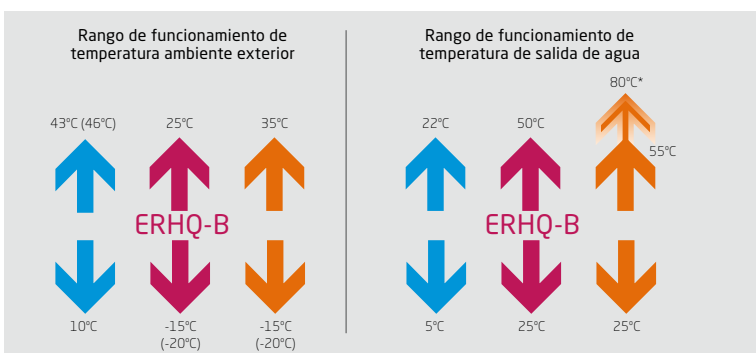 Rango de funcionamiento de
temperatura ambiente exterior
43°C (46°C)
25°C
35°C
ERHQ-B
10°C
-15°C
(-20°C)
-15°C
(-20°C)
Rango de funcionamiento de
temperatura de salida de agua
80°C*
22°C
50°C
55°C
ERHQ-B
5°C
25°C
25°C